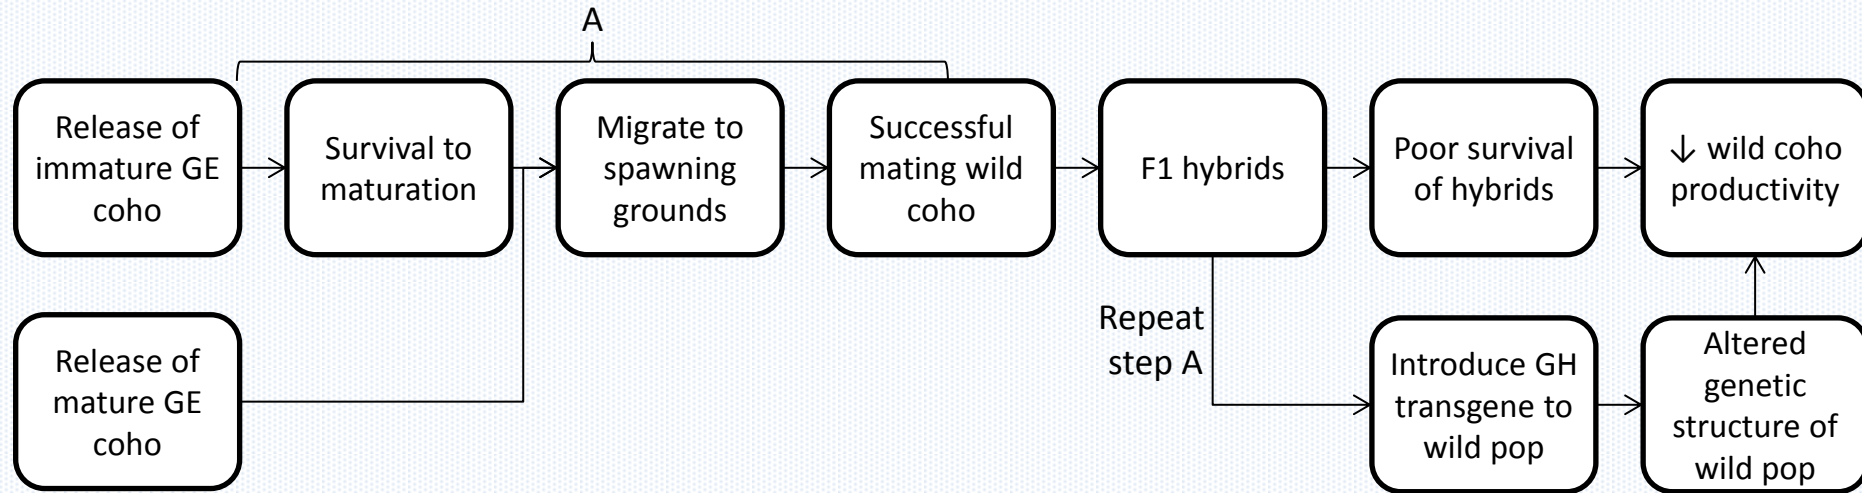 A
Release of
immature GE
coho
Survival to
maturation
Migrate to
spawning
grounds
Successful
mating wild
coho
F1 hybrids
Poor survival
of hybrids
↓ wild coho
productivity
Release of
mature GE
coho
Repeat
step A
Introduce GH
transgene to
wild pop
Altered
genetic
structure of
wild pop